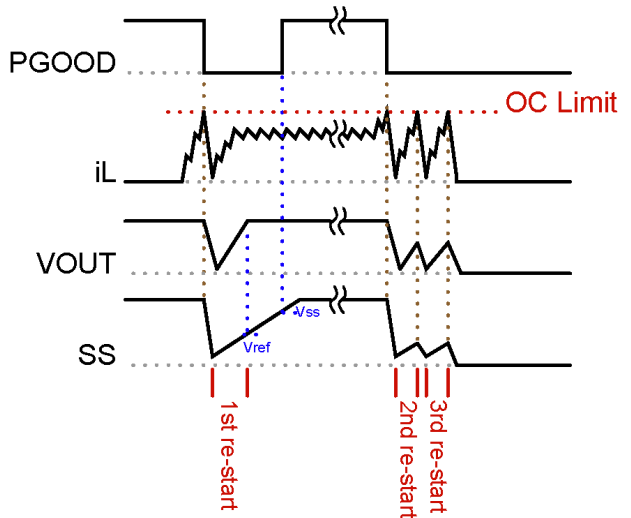 PGOOD
OC Limit
iL
VOUT
Vss
Vref
SS
1st re-start
2nd re-start
3rd re-start